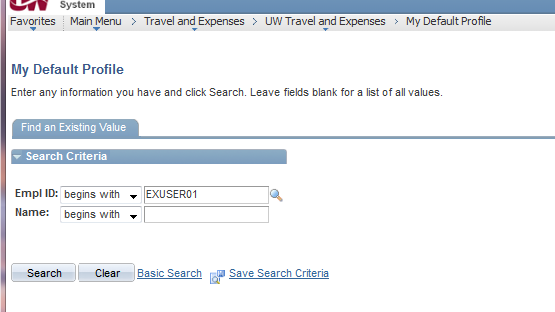 UW System
Favorites Main Menu > Travel and Expenses > UW Travel and Expenses > My Default Profile
My Default Profile
Enter any information you have and click Search. Leave fields blank for a list of all values.
Find an Existing Value
Search Criteria
Empl ID: begins with EXUSER01
Name: begins with
Search Clear Basic Search Save Search Criteria